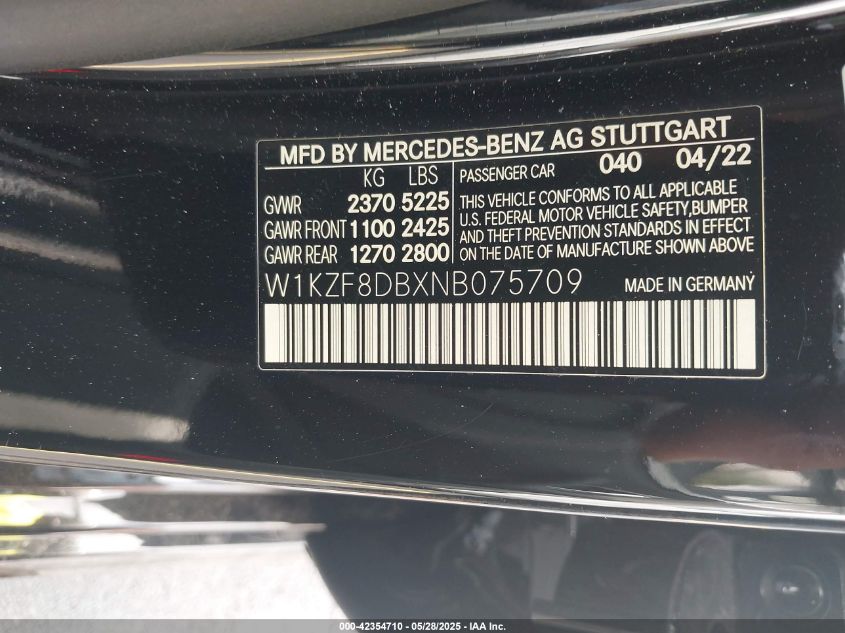 MFD BY MERCEDES-BENZ AG STUTTGART
KG LBS
GVWR 2370 5225
GAWR FRONT 1100 2425
GAWR REAR 1270 2800
PASSENGER CAR 040 04/22
THIS VEHICLE CONFORMS TO ALL APPLICABLE
U.S. FEDERAL MOTOR VEHICLE SAFETY,BUMPER
AND THEFT PREVENTION STANDARDS IN EFFECT
ON THE DATE OF MANUFACTURE SHOWN ABOVE
W1KZF8DBXNB075709 MADE IN GERMANY
000-42354710 | 05/28/2025 - IAA Inc.